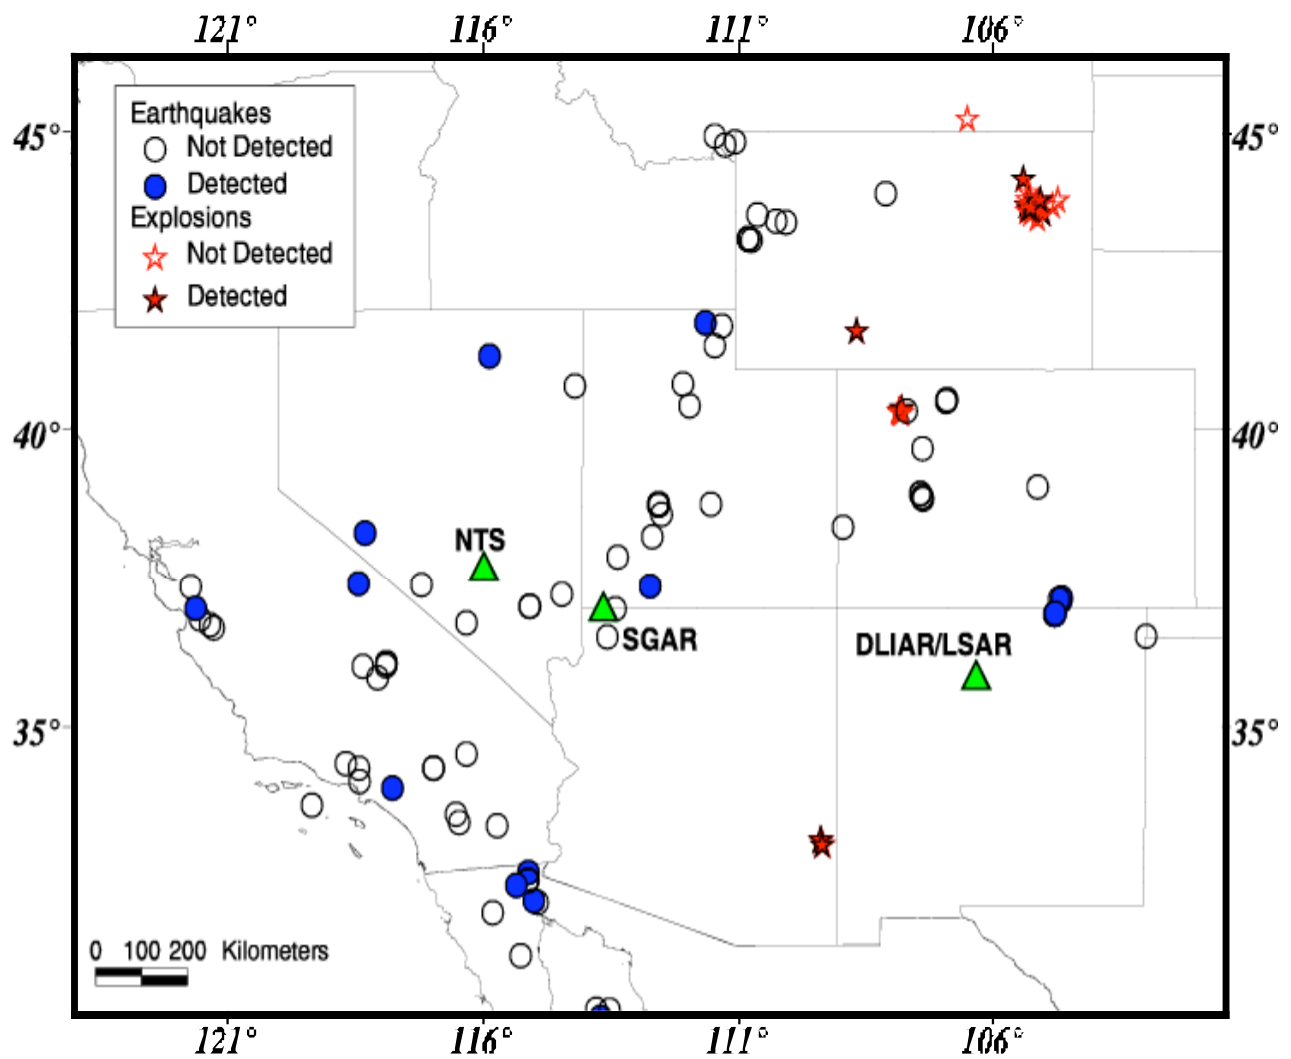 121° 116° 111° 106°
Earthquakes
Not Detected
Detected
Explosions
Not Detected
Detected
45° 45°
40° 40°
NTS
SGAR
DLIAR/LSAR
35° 35°
0 100 200 Kilometers
121° 116° 111° 106°